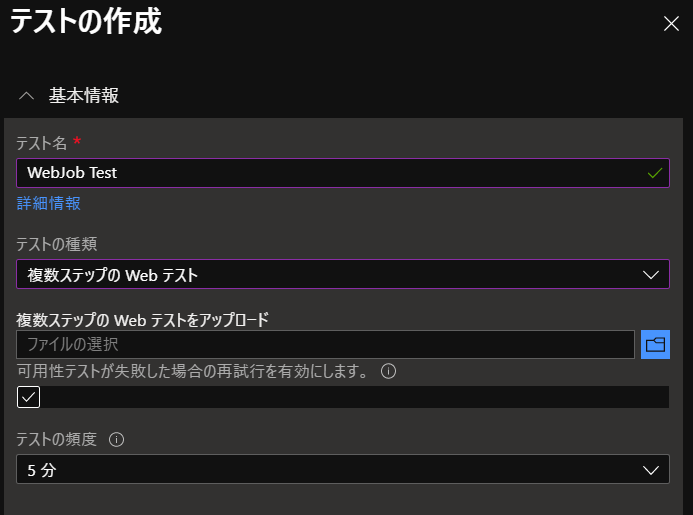 テストの作成
基本情報
テスト名 *
WebJob Test
詳細情報
テストの種類
複数ステップの Web テスト
複数ステップの Web テストをアップロード
ファイルの選択
可用性テストが失敗した場合の再試行を有効にします。
テストの頻度
5 分